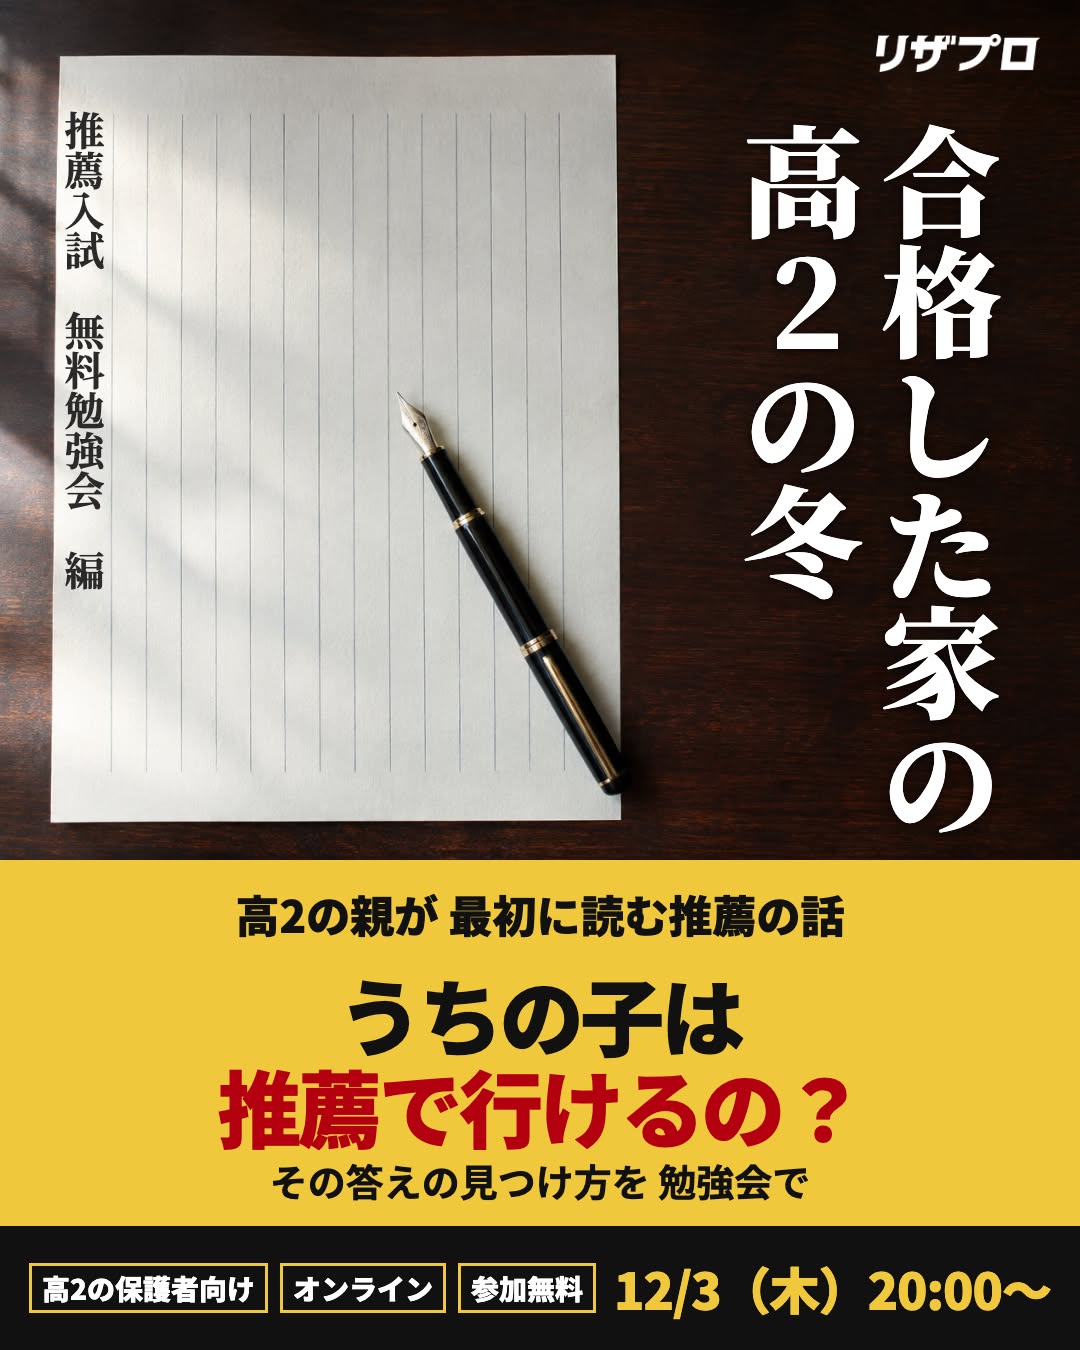 リザプロ
合格した家の
高2の冬
推薦入試 無料勉強会 編
高2の親が 最初に読む推薦の話
うちの子は
推薦で行けるの？
その答えの見つけ方を 勉強会で
高2の保護者向け
オンライン
参加無料
12/3（木）20:00〜